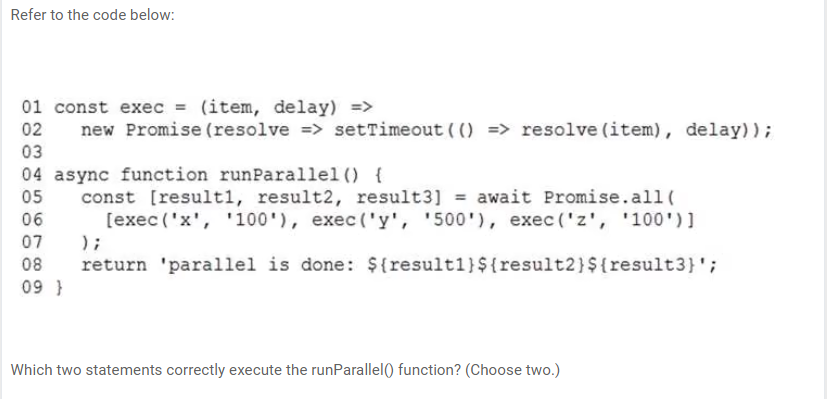 Refer to the code below:
01 const exec = (item, delay) =>
02 new Promise(resolve => setTimeout(() => resolve(item), delay));
03
04 async function runParallel() {
05 const [result1, result2, result3] = await Promise.all(
06 [exec('x', '100'), exec('y', '500'), exec('z', '100')]
07 );
08 return 'parallel is done: ${result1}${result2}${result3}';
09 }
Which two statements correctly execute the runParallel() function? (Choose two.)